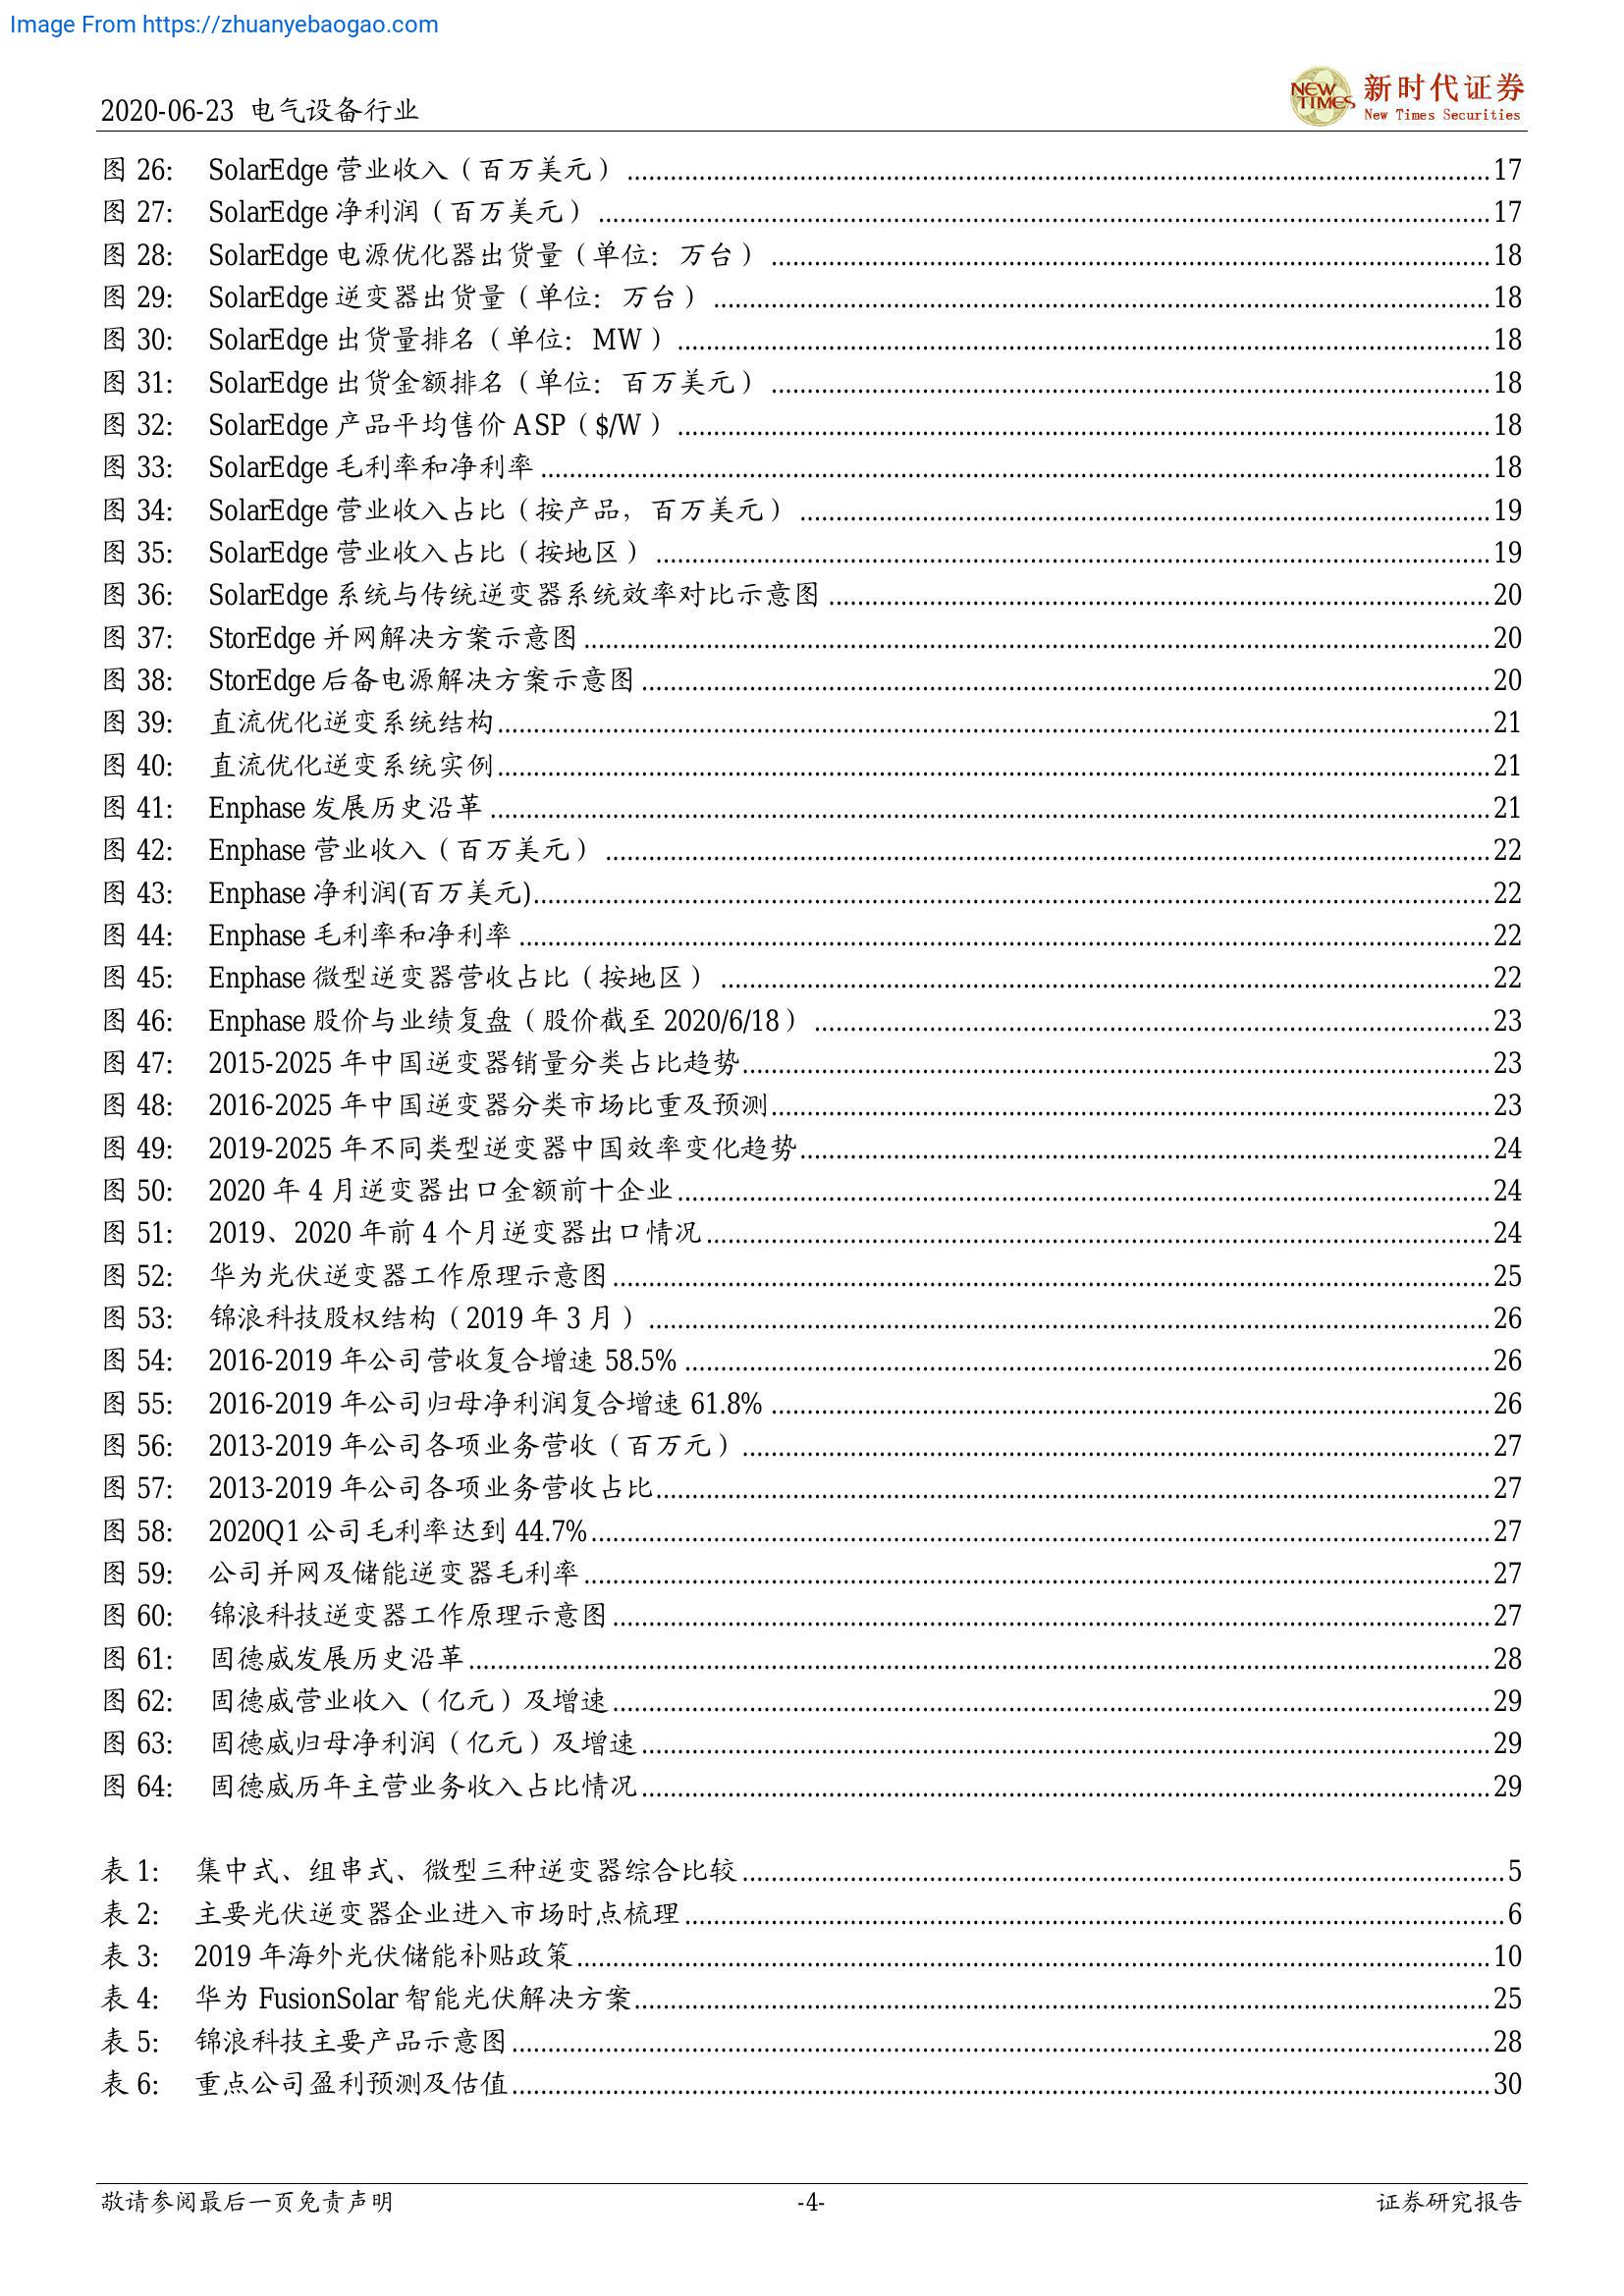 Image From https://zhuanyebaogao.com
2020-06-23 电气设备行业
NEW TIMES
新时代证券
New Times Securities
图 26: SolarEdge 营业收入（百万美元） 17
图 27: SolarEdge 净利润（百万美元） 17
图 28: SolarEdge 电源优化器出货量（单位：万台） 18
图 29: SolarEdge 逆变器出货量（单位：万台） 18
图 30: SolarEdge 出货量排名（单位：MW） 18
图 31: SolarEdge 出货金额排名（单位：百万美元） 18
图 32: SolarEdge 产品平均售价 ASP（$/W） 18
图 33: SolarEdge 毛利率和净利率 18
图 34: SolarEdge 营业收入占比（按产品，百万美元） 19
图 35: SolarEdge 营业收入占比（按地区） 19
图 36: SolarEdge 系统与传统逆变器系统效率对比示意图 20
图 37: StorEdge 并网解决方案示意图 20
图 38: StorEdge 后备电源解决方案示意图 20
图 39: 直流优化逆变系统结构 21
图 40: 直流优化逆变系统实例 21
图 41: Enphase 发展历史沿革 21
图 42: Enphase 营业收入（百万美元） 22
图 43: Enphase 净利润(百万美元) 22
图 44: Enphase 毛利率和净利率 22
图 45: Enphase 微型逆变器营收占比（按地区） 22
图 46: Enphase 股价与业绩复盘（股价截至 2020/6/18） 23
图 47: 2015-2025 年中国逆变器销量分类占比趋势 23
图 48: 2016-2025 年中国逆变器分类市场比重及预测 23
图 49: 2019-2025 年不同类型逆变器中国效率变化趋势 24
图 50: 2020 年 4 月逆变器出口金额前十企业 24
图 51: 2019、2020 年前 4 个月逆变器出口情况 24
图 52: 华为光伏逆变器工作原理示意图 25
图 53: 锦浪科技股权结构（2019 年 3 月） 26
图 54: 2016-2019 年公司营收复合增速 58.5% 26
图 55: 2016-2019 年公司归母净利润复合增速 61.8% 26
图 56: 2013-2019 年公司各项业务营收（百万元） 27
图 57: 2013-2019 年公司各项业务营收占比 27
图 58: 2020Q1 公司毛利率达到 44.7% 27
图 59: 公司并网及储能逆变器毛利率 27
图 60: 锦浪科技逆变器工作原理示意图 27
图 61: 固德威发展历史沿革 28
图 62: 固德威营业收入（亿元）及增速 29
图 63: 固德威归母净利润（亿元）及增速 29
图 64: 固德威历年主营业务收入占比情况 29
表 1: 集中式、组串式、微型三种逆变器综合比较 5
表 2: 主要光伏逆变器企业进入市场时点梳理 6
表 3: 2019 年海外光伏储能补贴政策 10
表 4: 华为 FusionSolar 智能光伏解决方案 25
表 5: 锦浪科技主要产品示意图 28
表 6: 重点公司盈利预测及估值 30
敬请参阅最后一页免责声明 -4- 证券研究报告